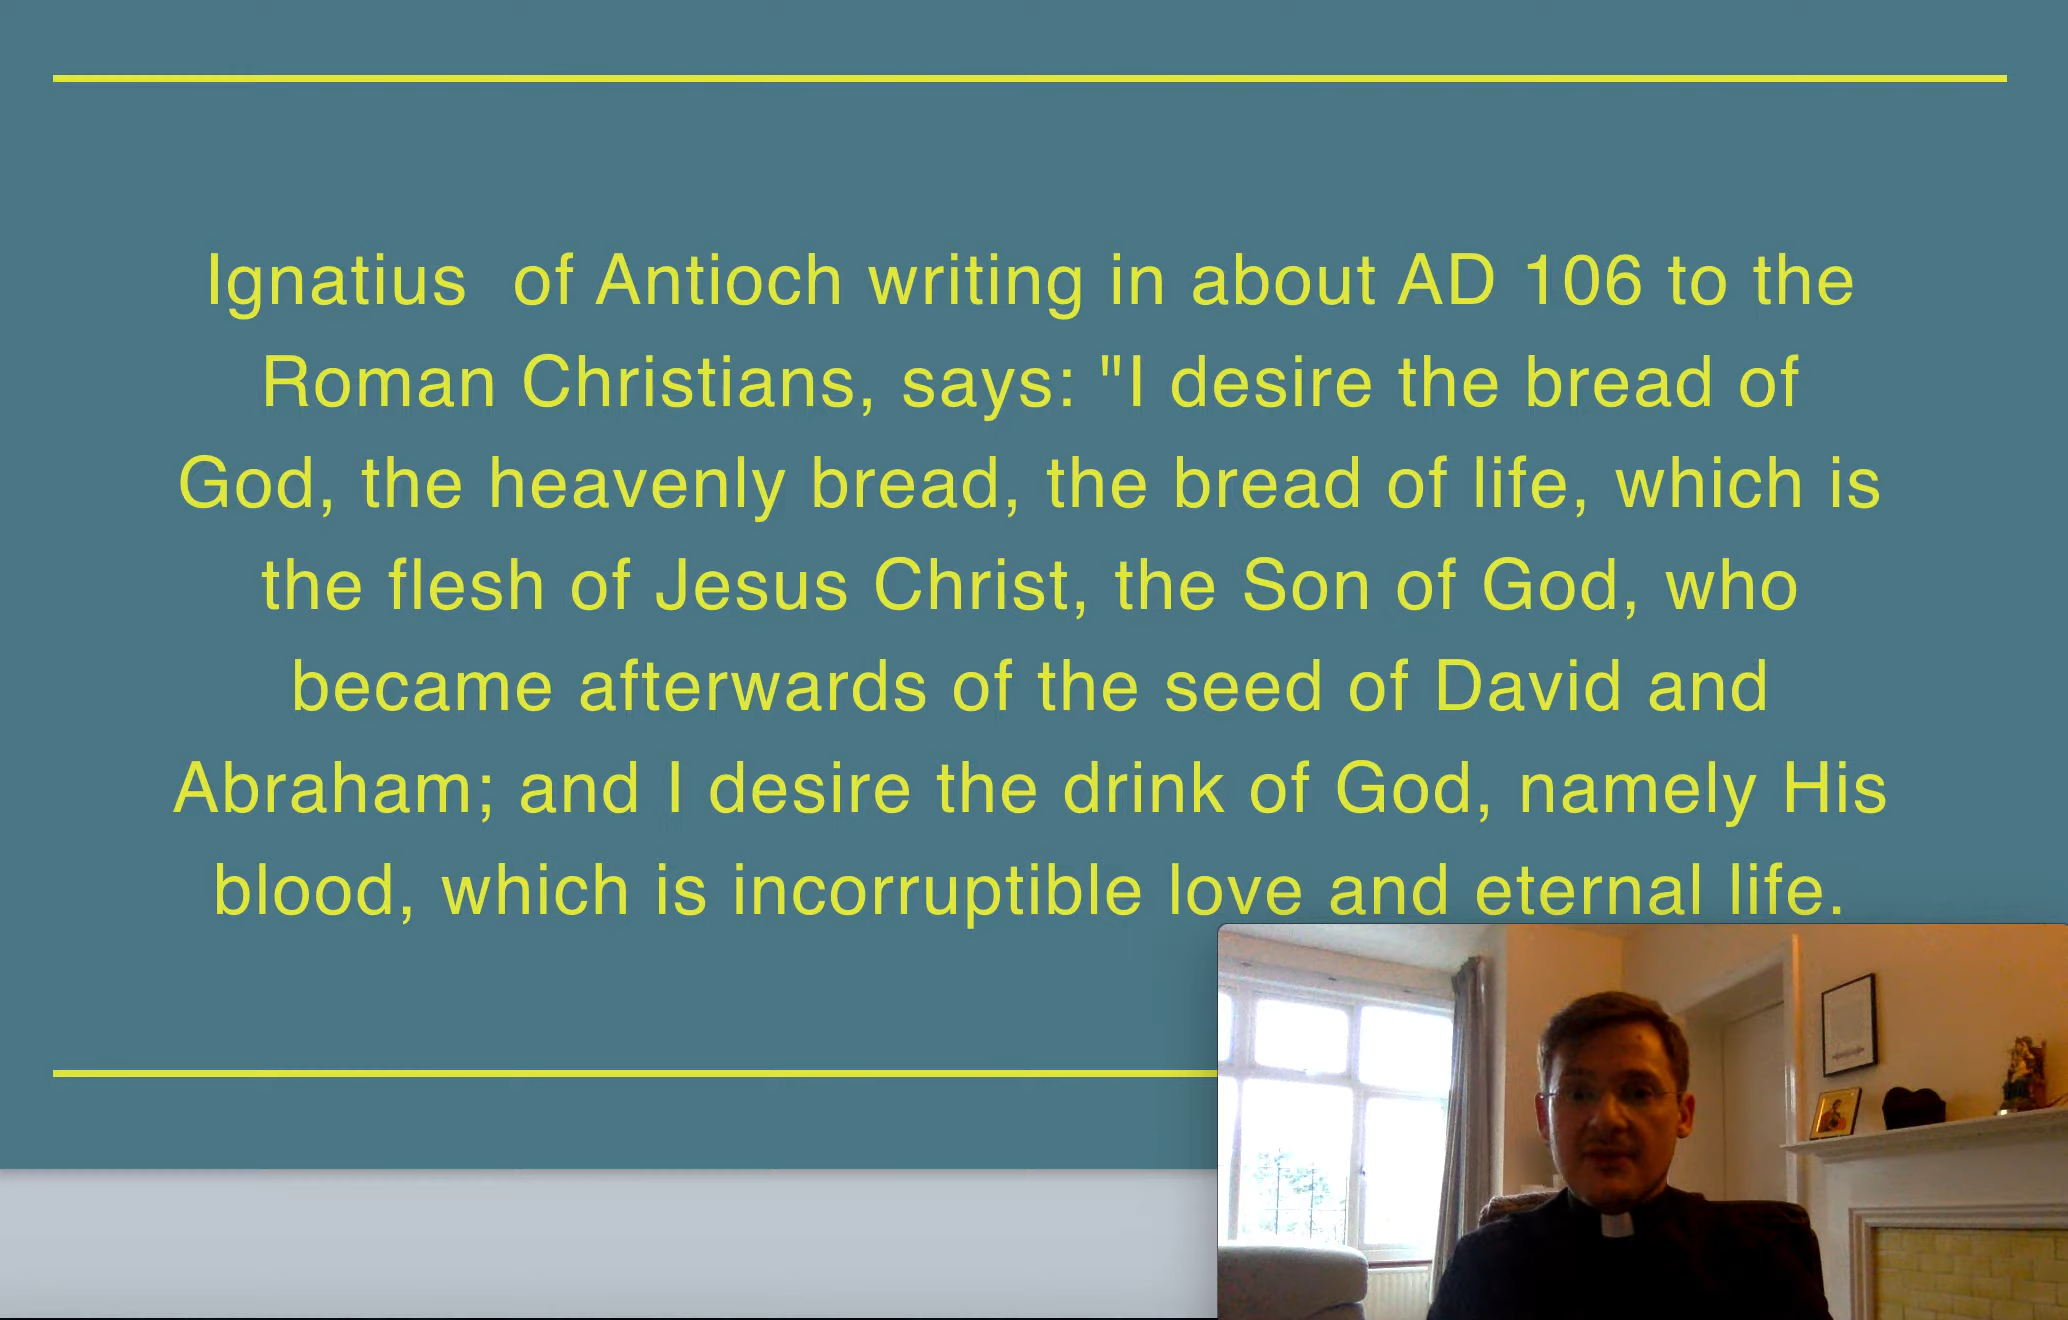 Ignatius  of Antioch writing in about AD 106 to the
Roman Christians, says: "I desire the bread of
God, the heavenly bread, the bread of life, which is
the flesh of Jesus Christ, the Son of God, who
became afterwards of the seed of David and
Abraham; and I desire the drink of God, namely His
blood, which is incorruptible love and eternal life.